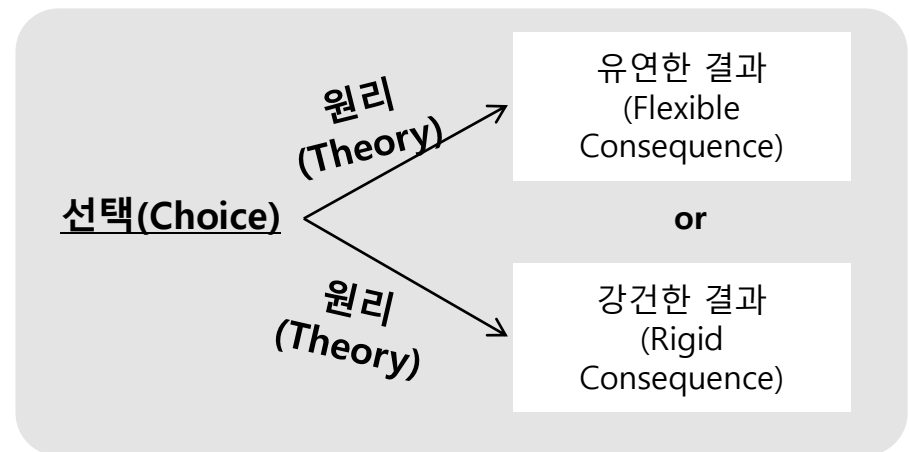 원리
(Theory)
유연한 결과
(Flexible
Consequence)
선택(Choice)
or
원리
(Theory)
강건한 결과
(Rigid
Consequence)